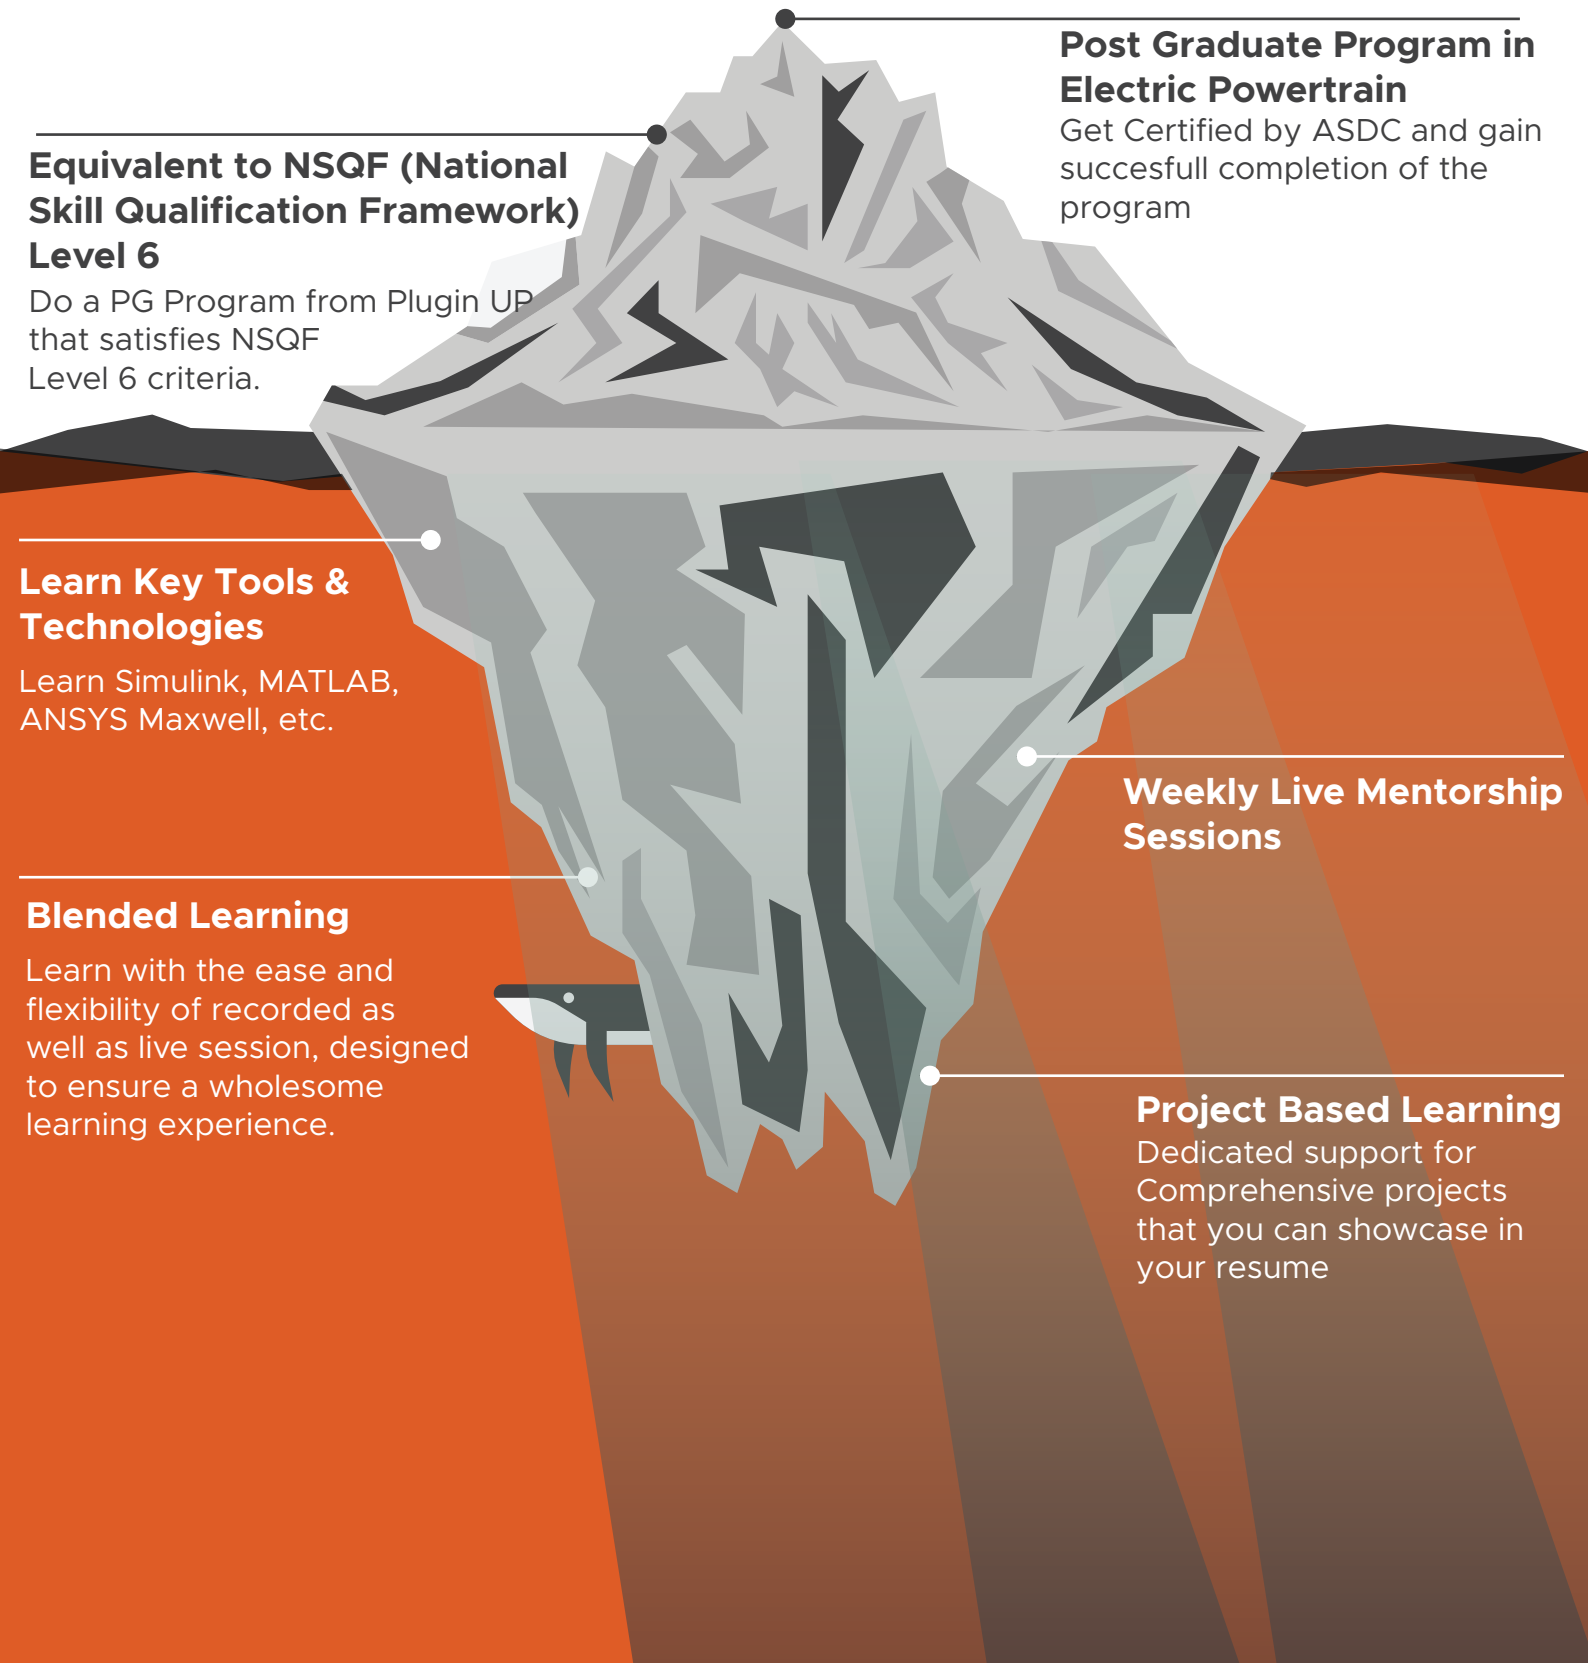 Post Graduate Program in
Electric Powertrain
Get Certified by ASDC and gain
succesfull completion of the
program
Equivalent to NSQF (National
Skill Qualification Framework)
Level 6
Do a PG Program from Plugin UP
that satisfies NSQF
Level 6 criteria.
Learn Key Tools &
Technologies
Learn Simulink, MATLAB,
ANSYS Maxwell, etc.
Weekly Live Mentorship
Sessions
Blended Learning
Learn with the ease and
flexibility of recorded as
well as live session, designed
to ensure a wholesome
learning experience.
Project Based Learning
Dedicated support for
Comprehensive projects
that you can showcase in
your resume